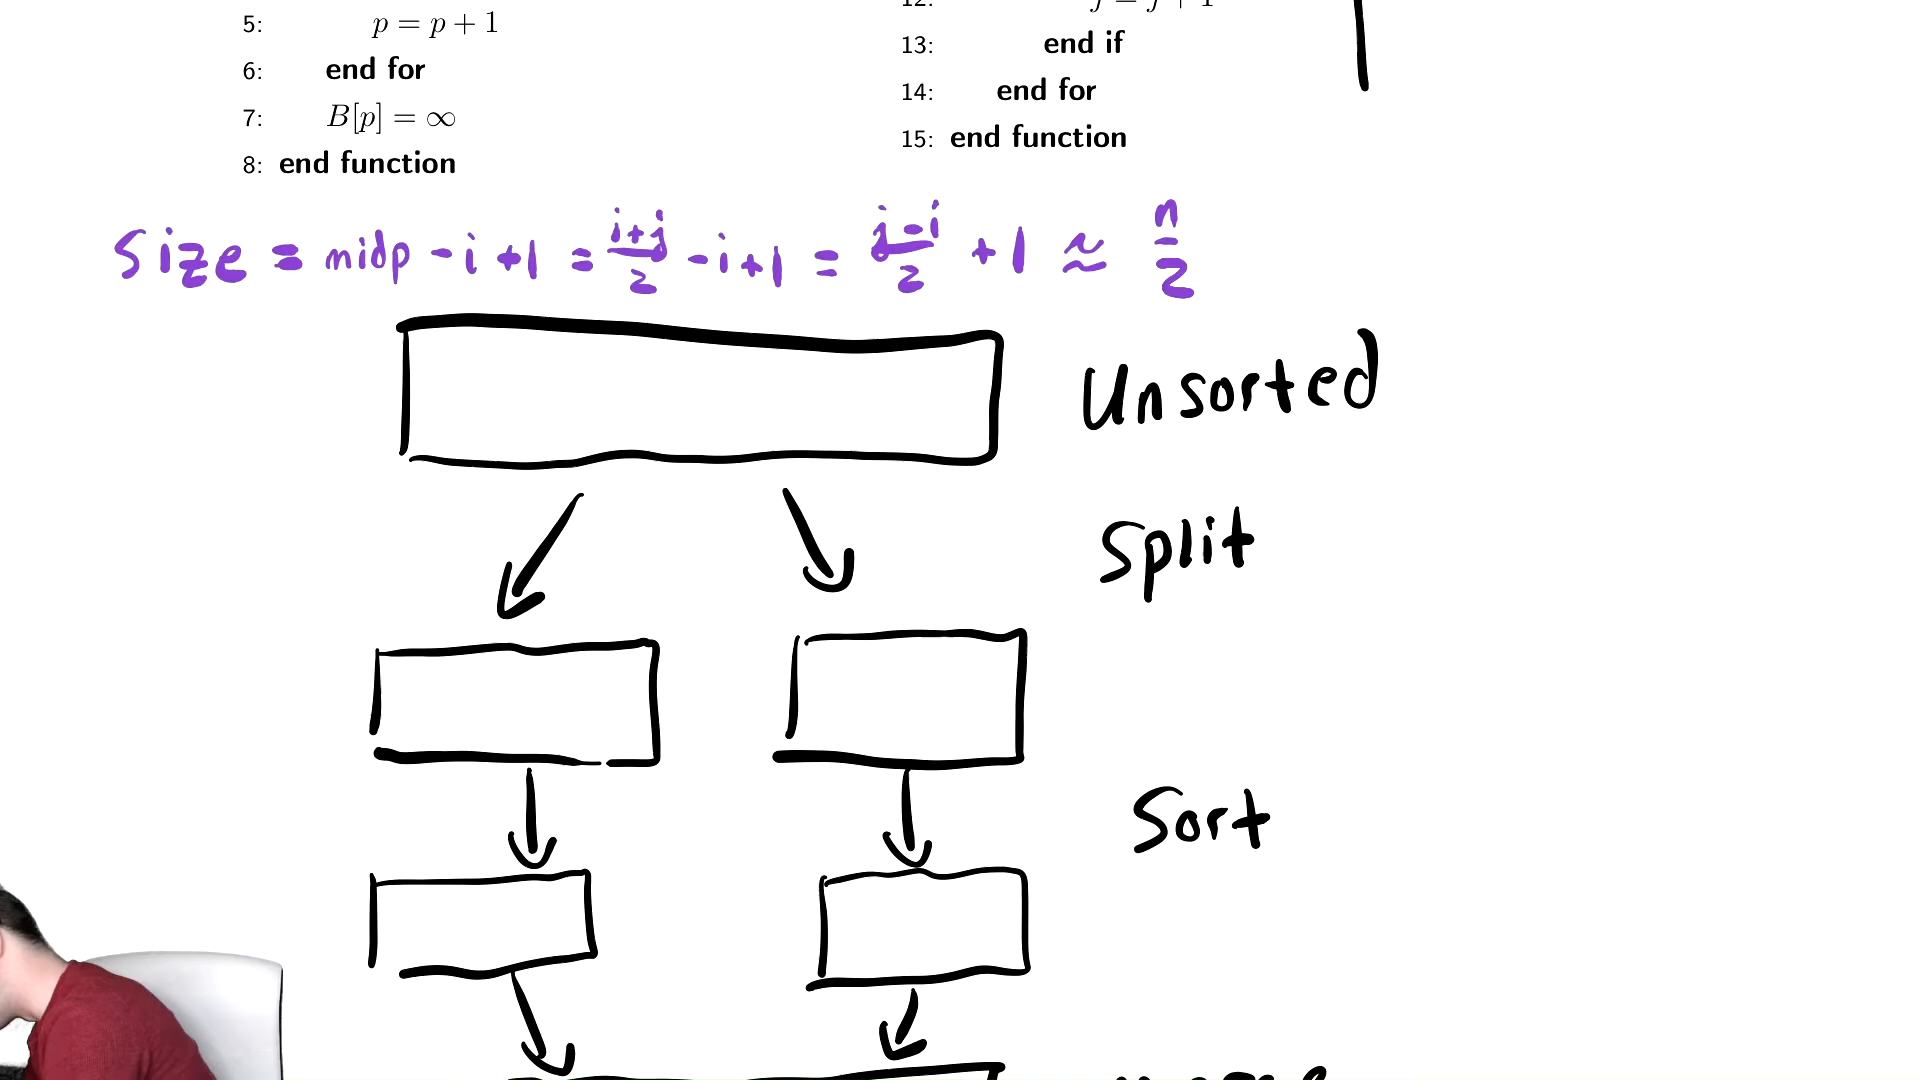 5: p = p + 1
6: end for
7: B[p] = ∞
8: end function
13: end if
14: end for
15: end function
Size = midp - i + 1 = (i+j)/2 - i + 1 = (j-i)/2 + 1 ≈ n/2
Unsorted
Split
Sort